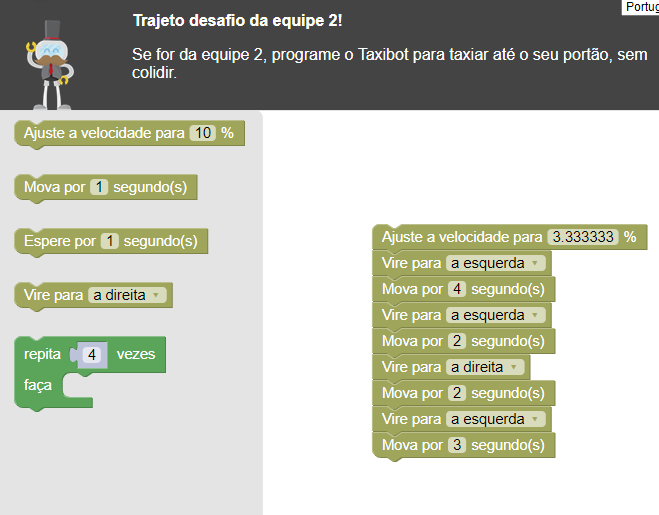 Portug
Trajeto desafio da equipe 2!
Se for da equipe 2, programe o Taxibot para taxiar até o seu portão, sem
colidir.
Ajuste a velocidade para 10 %
Mova por 1 segundo(s)
Espere por 1 segundo(s)
Vire para a direita
repita 4 vezes
faça
Ajuste a velocidade para 3.333333 %
Vire para a esquerda
Mova por 4 segundo(s)
Vire para a esquerda
Mova por 2 segundo(s)
Vire para a direita
Mova por 2 segundo(s)
Vire para a esquerda
Mova por 3 segundo(s)